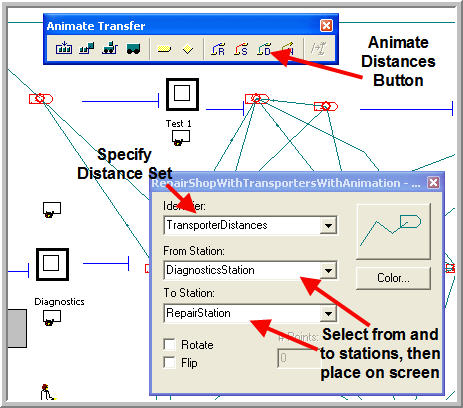 Animate Transfer
R
S
D
Animate
Distances
Button
Test 1
Specify
Distance Set
RepairShopWithTransportersWithAnimation - ...
Identifier:
TransporterDistances
From Station:
DiagnosticsStation
Color...
To Station:
RepairStation
Diagnostics
# Points:
0
Rotate
Flip
Select from and
to stations, then
place on screen